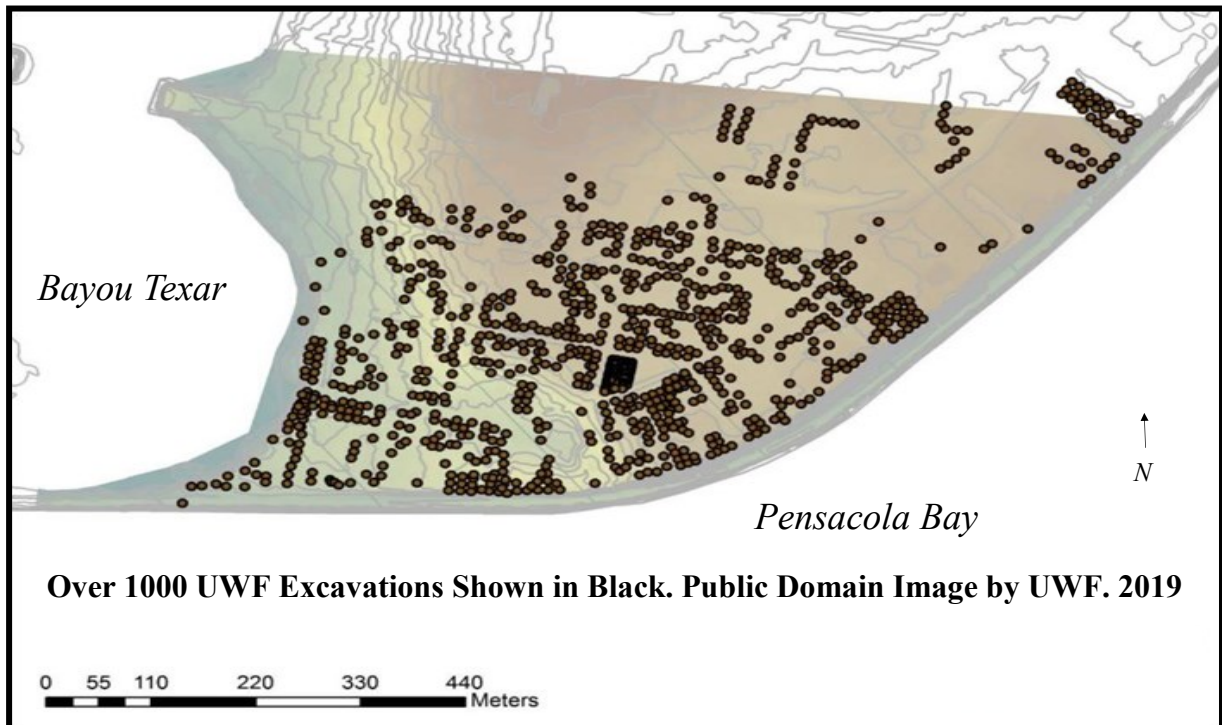 Bayou Texar
N
Pensacola Bay
Over 1000 UWF Excavations Shown in Black. Public Domain Image by UWF. 2019
0 55 110 220 330 440
Meters